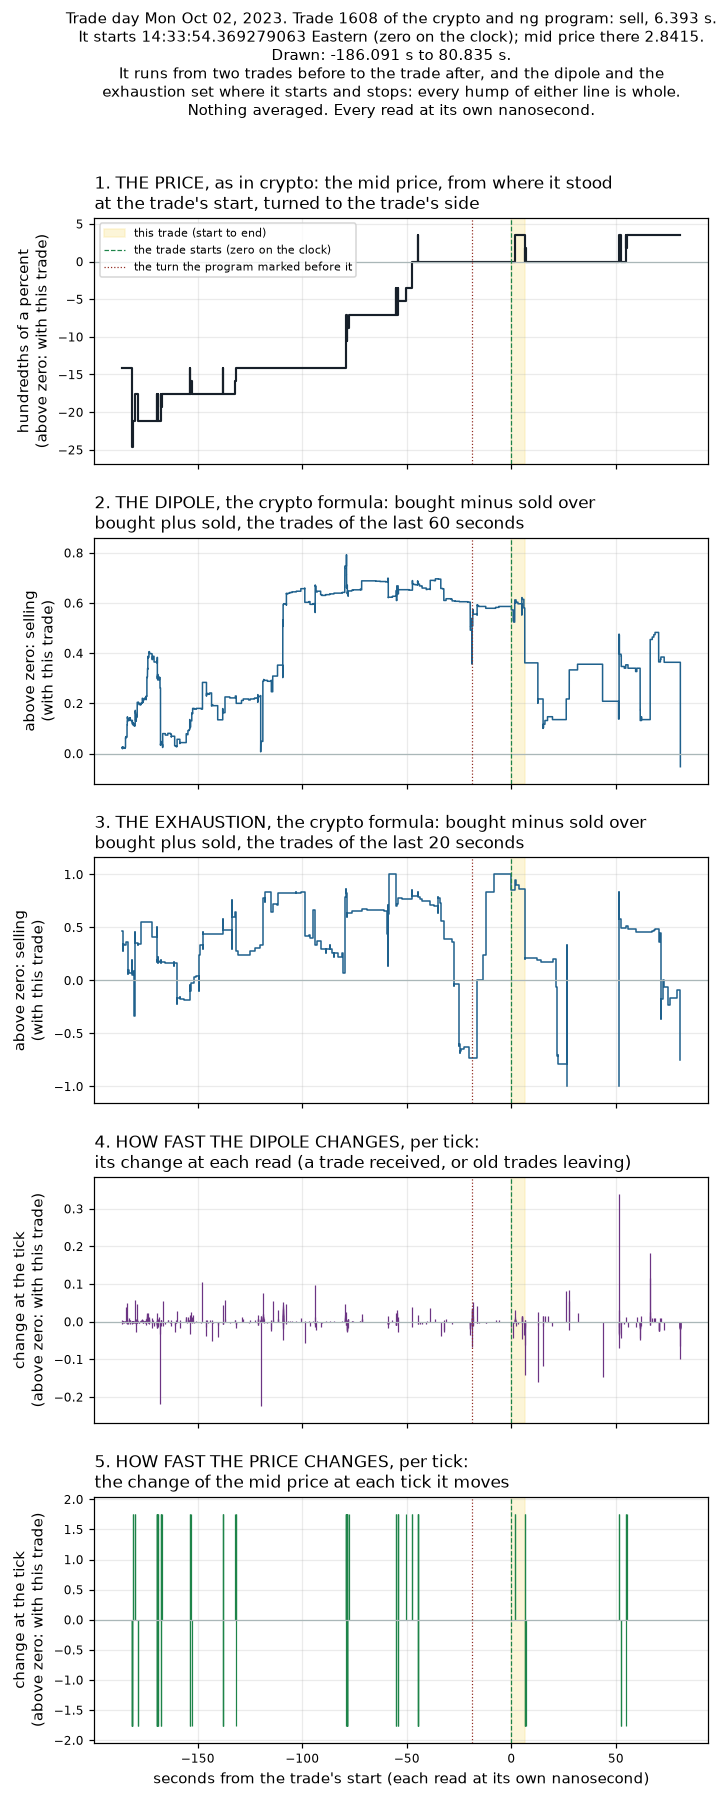 Trade day Mon Oct 02, 2023. Trade 1608 of the crypto and ng program: sell, 6.393 s.
It starts 14:33:54.369279063 Eastern (zero on the clock); mid price there 2.8415.
Drawn: -186.091 s to 80.835 s.
It runs from two trades before to the trade after, and the dipole and the
exhaustion set where it starts and stops: every hump of either line is whole.
Nothing averaged. Every read at its own nanosecond.
1. THE PRICE, as in crypto: the mid price, from where it stood
at the trade's start, turned to the trade's side
this trade (start to end)
the trade starts (zero on the clock)
the turn the program marked before it
5
0
−5
−10
−15
−20
−25
hundredths of a percent
(above zero: with this trade)
2. THE DIPOLE, the crypto formula: bought minus sold over
bought plus sold, the trades of the last 60 seconds
0.8
0.6
0.4
0.2
0.0
above zero: selling
(with this trade)
3. THE EXHAUSTION, the crypto formula: bought minus sold over
bought plus sold, the trades of the last 20 seconds
1.0
0.5
0.0
−0.5
−1.0
above zero: selling
(with this trade)
4. HOW FAST THE DIPOLE CHANGES, per tick:
its change at each read (a trade received, or old trades leaving)
0.3
0.2
0.1
0.0
−0.1
−0.2
change at the tick
(above zero: with this trade)
5. HOW FAST THE PRICE CHANGES, per tick:
the change of the mid price at each tick it moves
2.0
1.5
1.0
0.5
0.0
−0.5
−1.0
−1.5
−2.0
change at the tick
(above zero: with this trade)
−150
−100
−50
0
50
seconds from the trade's start (each read at its own nanosecond)